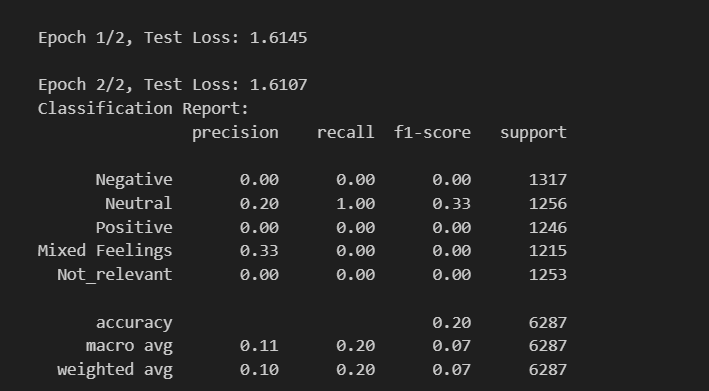 Epoch 1/2, Test Loss: 1.6145
Epoch 2/2, Test Loss: 1.6107
Classification Report:
precision recall f1-score support
Negative 0.00 0.00 0.00 1317
Neutral 0.20 1.00 0.33 1256
Positive 0.00 0.00 0.00 1246
Mixed Feelings 0.33 0.00 0.00 1215
Not_relevant 0.00 0.00 0.00 1253
accuracy 0.20 6287
macro avg 0.11 0.20 0.07 6287
weighted avg 0.10 0.20 0.07 6287